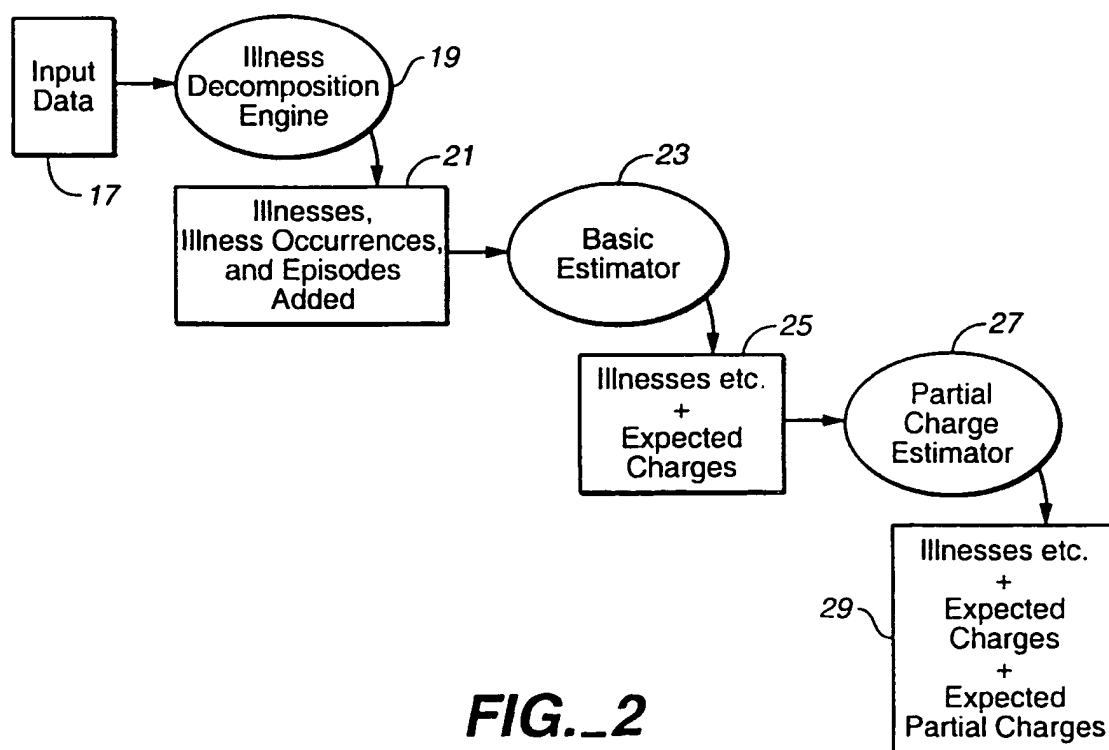 Input
Data
17
Illness
Decomposition
Engine
19
21
Illnesses,
Illness Occurrences,
and Episodes
Added
23
Basic
Estimator
25
Illnesses etc.
+
Expected
Charges
27
Partial
Charge
Estimator
29
Illnesses etc.
+
Expected
Charges
+
Expected
Partial Charges
FIG._2